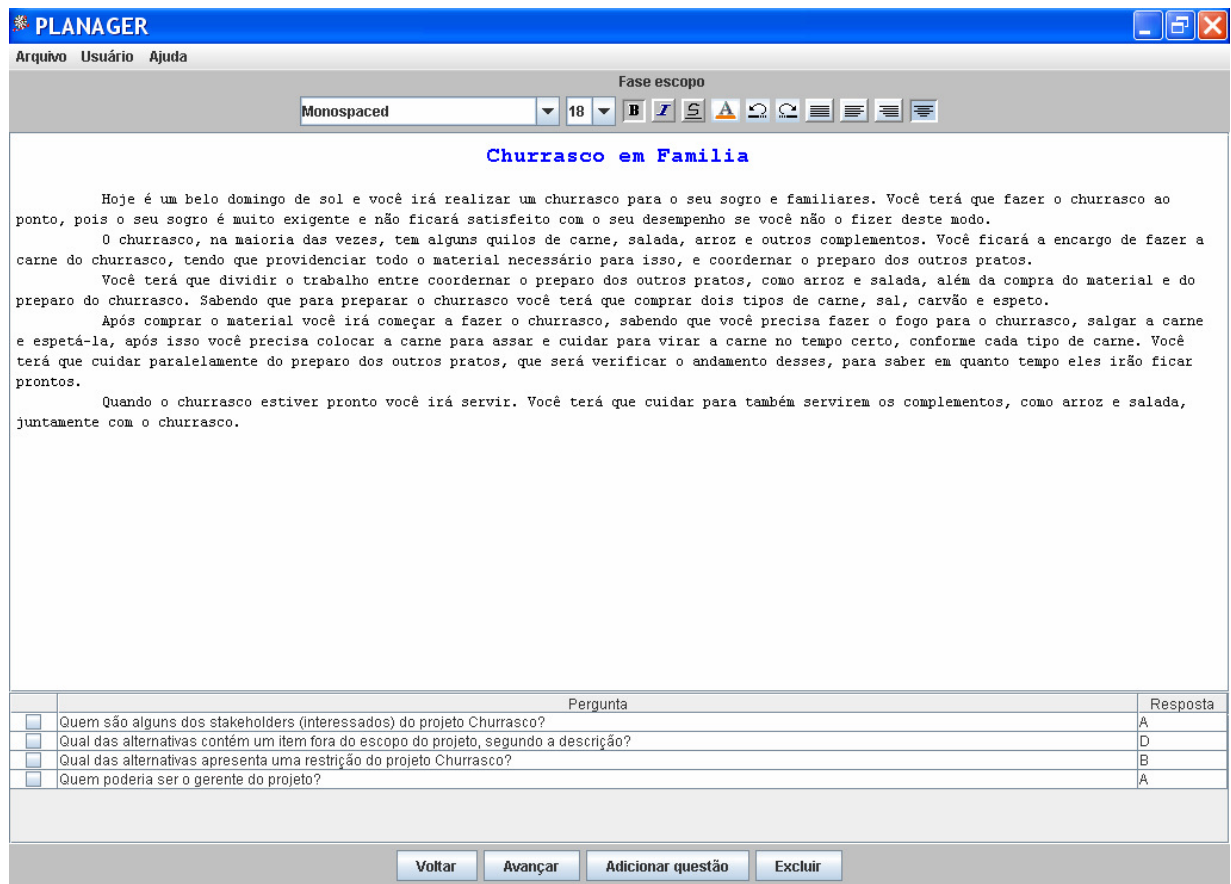 PLANAGER
Arquivo Usuário Ajuda
Fase escopo
Monospaced 18 B I S A
Churrasco em Familia
Hoje é um belo domingo de sol e você irá realizar um churrasco para o seu sogro e familiares. Você terá que fazer o churrasco ao
ponto, pois o seu sogro é muito exigente e não ficará satisfeito com o seu desempenho se você não o fizer deste modo.
O churrasco, na maioria das vezes, tem alguns quilos de carne, salada, arroz e outros complementos. Você ficará a encargo de fazer a
carne do churrasco, tendo que providenciar todo o material necessário para isso, e coordernar o preparo dos outros pratos.
Você terá que dividir o trabalho entre coordernar o preparo dos outros pratos, como arroz e salada, além da compra do material e do
preparo do churrasco. Sabendo que para preparar o churrasco você terá que comprar dois tipos de carne, sal, carvão e espeto.
Após comprar o material você irá começar a fazer o churrasco, sabendo que você precisa fazer o fogo para o churrasco, salgar a carne
e espetá-la, após isso você precisa colocar a carne para assar e cuidar para virar a carne no tempo certo, conforme cada tipo de carne. Você
terá que cuidar paralelamente do preparo dos outros pratos, que será verificar o andamento desses, para saber em quanto tempo eles irão ficar
prontos.
Quando o churrasco estiver pronto você irá servir. Você terá que cuidar para também servirem os complementos, como arroz e salada,
juntamente com o churrasco.
Pergunta Resposta
Quem são alguns dos stakeholders (interessados) do projeto Churrasco? A
Qual das alternativas contém um item fora do escopo do projeto, segundo a descrição? D
Qual das alternativas apresenta uma restrição do projeto Churrasco? B
Quem poderia ser o gerente do projeto? A
Voltar Avançar Adicionar questão Excluir